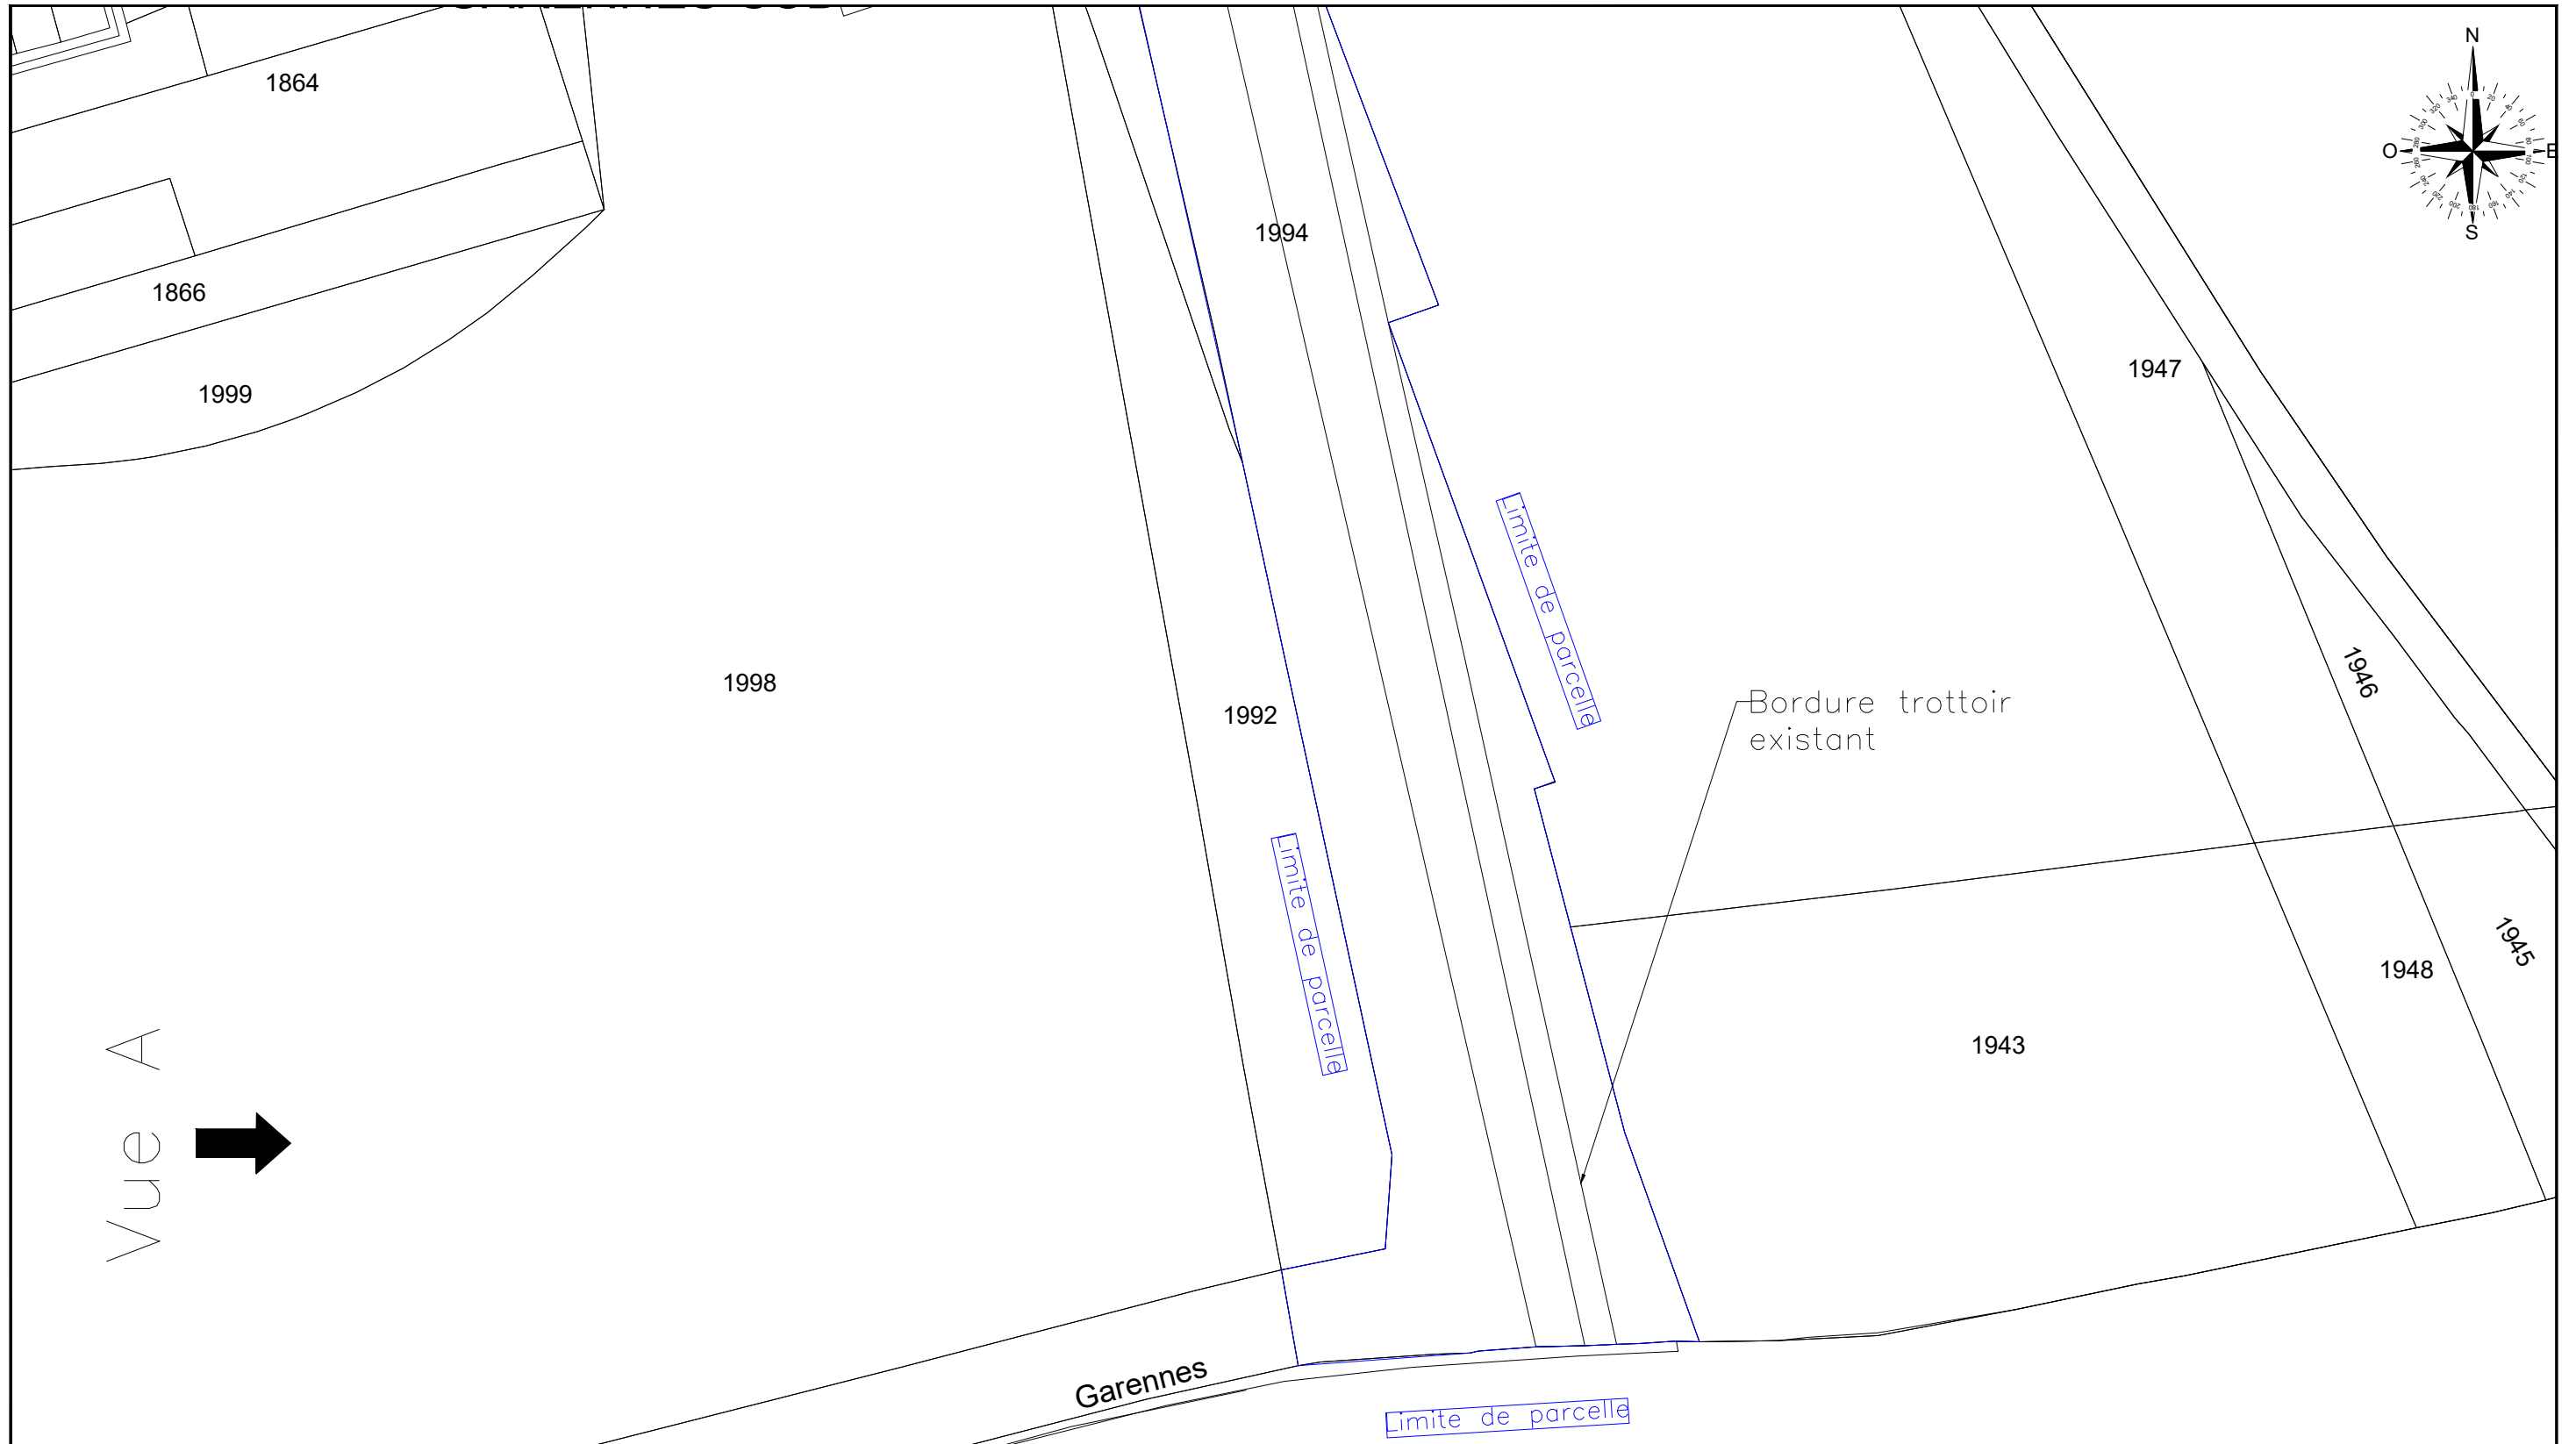 N
O
E
S
1864
1994
1866
1947
1999
Limite de parcelle
1946
1998
1992
Bordure trottoir
existant
Limite de parcelle
1945
1948
1943
Vue A
Garennes
Limite de parcelle